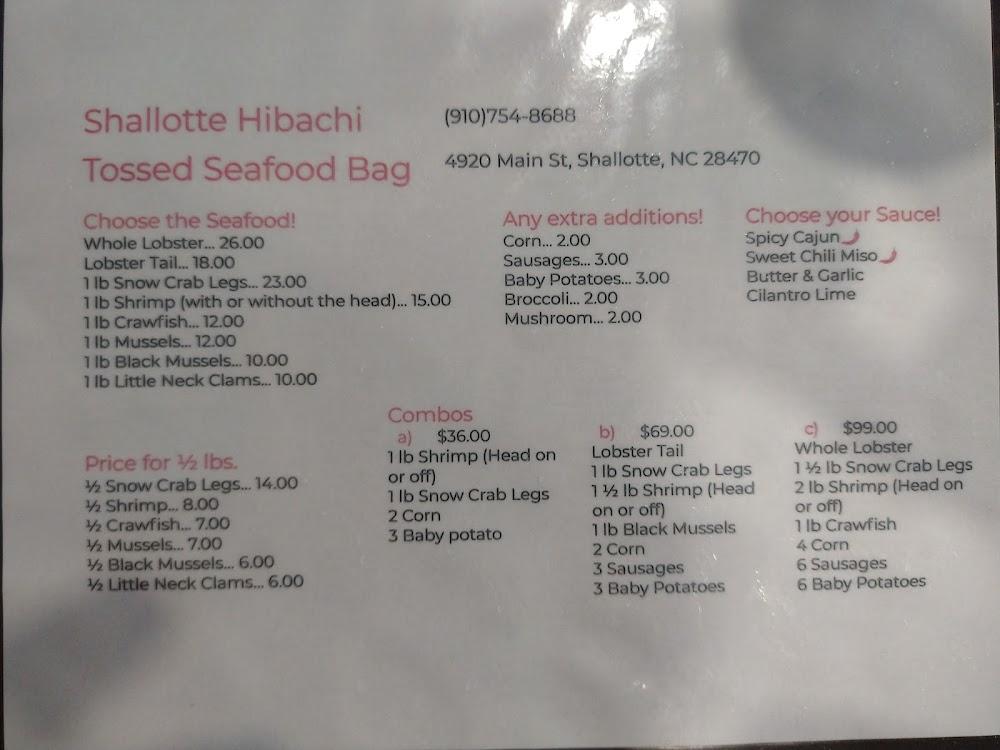 Shallotte Hibachi
Tossed Seafood Bag
(910)754-8688
4920 Main St, Shallotte, NC 28470
Choose the Seafood!
Whole Lobster... 26.00
Lobster Tail... 18.00
1 lb Snow Crab Legs... 23.00
1 lb Shrimp (with or without the head)... 15.00
1 lb Crawfish... 12.00
1 lb Mussels... 12.00
1 lb Black Mussels... 10.00
1 lb Little Neck Clams... 10.00
Any extra additions!
Corn... 2.00
Sausages... 3.00
Baby Potatoes... 3.00
Broccoli... 2.00
Mushroom... 2.00
Choose your Sauce!
Spicy Cajun
Sweet Chili Miso
Butter & Garlic
Cilantro Lime
Price for ½ lbs.
½ Snow Crab Legs... 14.00
½ Shrimp... 8.00
½ Crawfish... 7.00
½ Mussels... 7.00
½ Black Mussels... 6.00
½ Little Neck Clams... 6.00
Combos
a) $36.00
1 lb Shrimp (Head on
or off)
1 lb Snow Crab Legs
2 Corn
3 Baby potato
b) $69.00
Lobster Tail
1 lb Snow Crab Legs
1 ½ lb Shrimp (Head
on or off)
1 lb Black Mussels
2 Corn
3 Sausages
3 Baby Potatoes
c) $99.00
Whole Lobster
1 ½ lb Snow Crab Legs
2 lb Shrimp (Head on
or off)
1 lb Crawfish
4 Corn
6 Sausages
6 Baby Potatoes